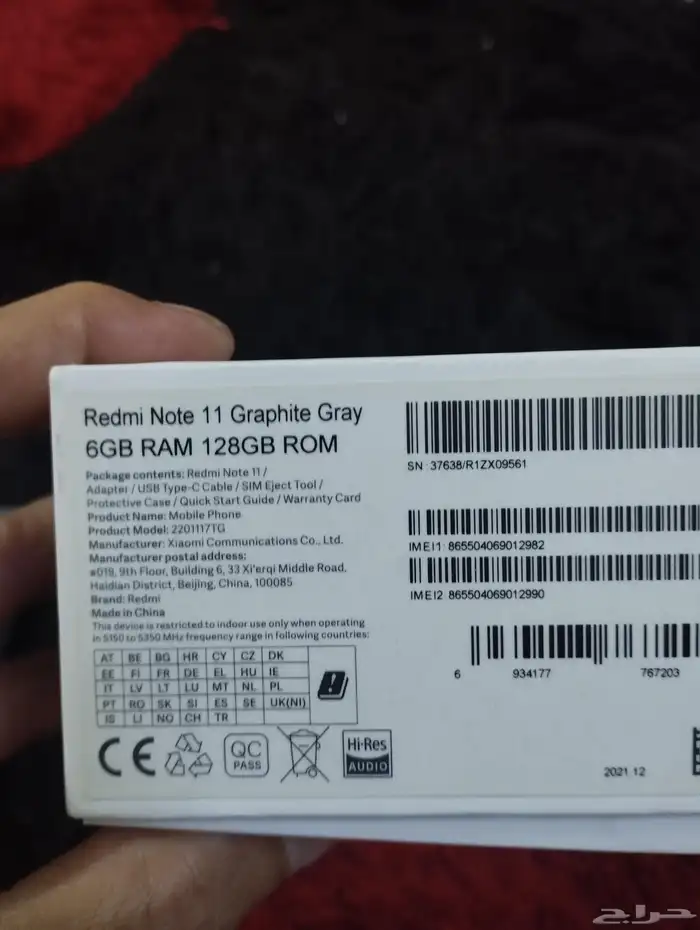 Redmi Note 11 Graphite Gray
6GB RAM 128GB ROM
Package contents: Redmi Note 11 /
Adapter / USB Type-C Cable / SIM Eject Tool /
Protective Case / Quick Start Guide / Warranty Card
Product Name: Mobile Phone
Product Model: 2201117TG
Manufacturer: Xiaomi Communications Co., Ltd.
Manufacturer postal address:
#019, 9th Floor, Building 6, 33 Xi'erqi Middle Road,
Haidian District, Beijing, China, 100085
Brand: Redmi
Made in China
This device is restricted to indoor use only when operating
in 5150 to 5350 MHz frequency range in following countries:
AT BE BG HR CY CZ DK
EE FI FR DE EL HU IE
IT LV LT LU MT NL PL
PT RO SK SI ES SE UK(NI)
IS LI NO CH TR
CE
QC
PASS
Hi-Res
AUDIO
SN: 37638/R1ZX09561
IMEI1: 865504069012982
IMEI2 865504069012990
6 934177 767203
2021.12
حراج